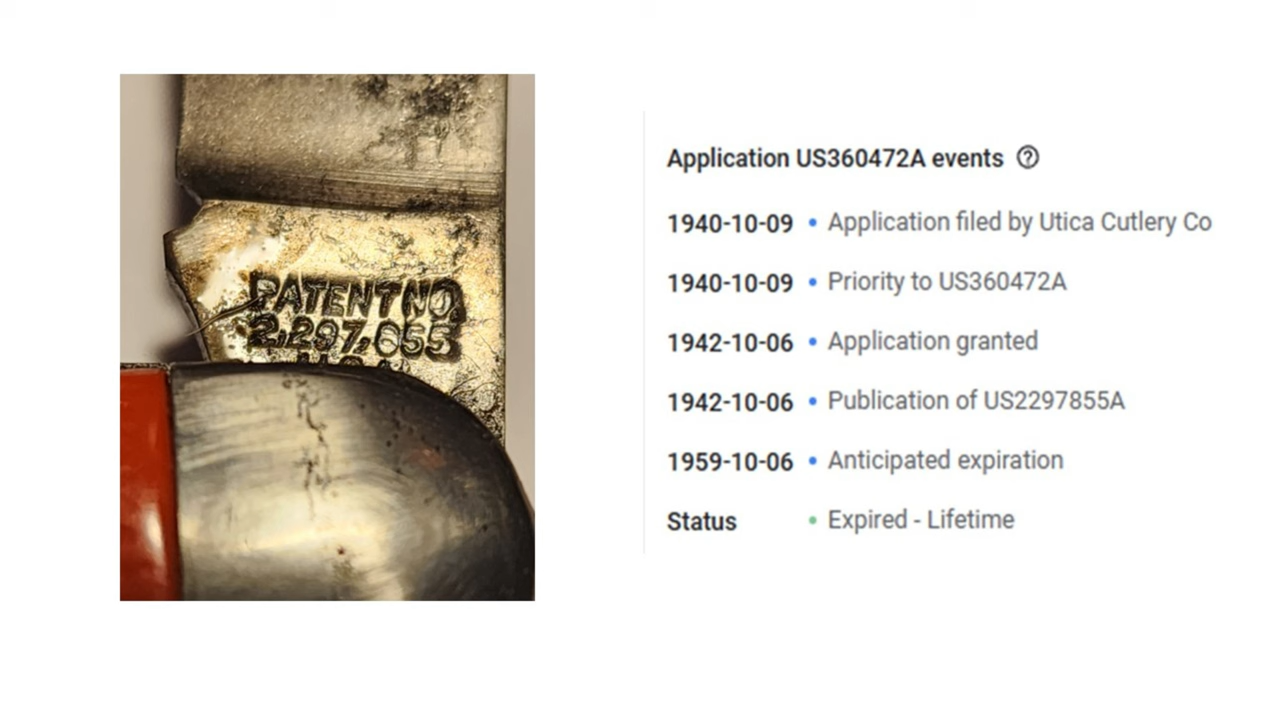 PATENT NO.
2,297,855
Application US360472A events
1940-10-09 • Application filed by Utica Cutlery Co
1940-10-09 • Priority to US360472A
1942-10-06 • Application granted
1942-10-06 • Publication of US2297855A
1959-10-06 • Anticipated expiration
Status • Expired - Lifetime